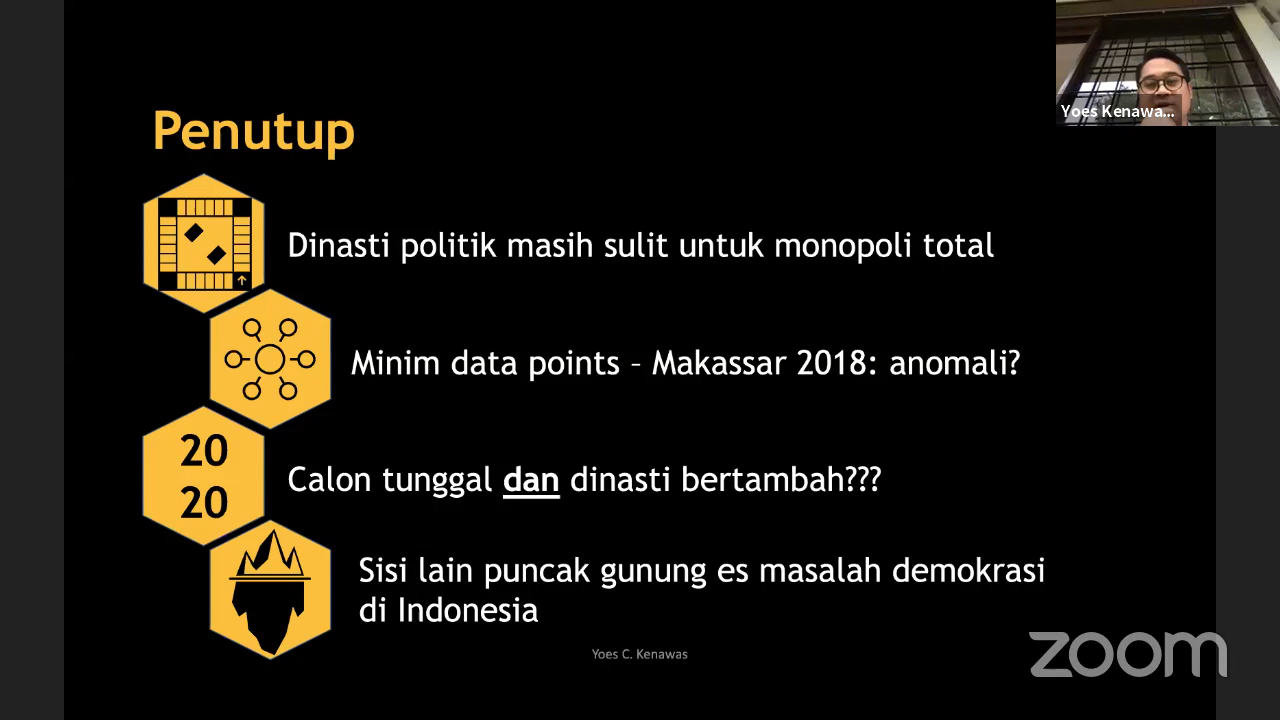 Yoes Kenawa...
Penutup
Dinasti politik masih sulit untuk monopoli total
Minim data points – Makassar 2018: anomali?
20
20
Calon tunggal dan dinasti bertambah???
Sisi lain puncak gunung es masalah demokrasi
di Indonesia
Yoes C. Kenawas
zoom